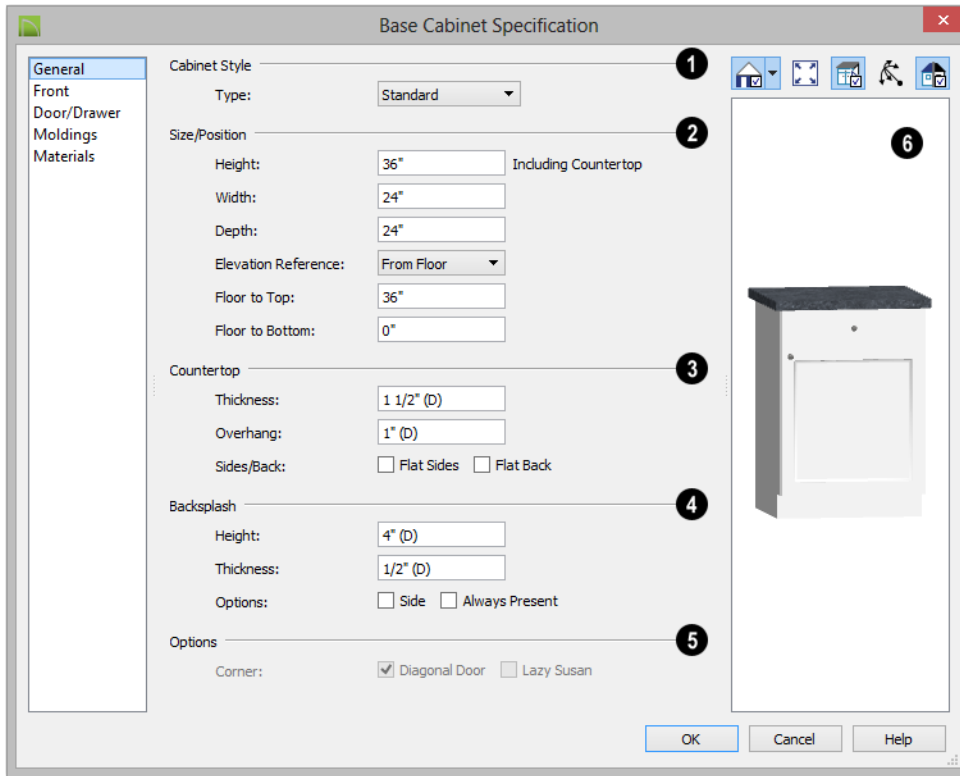 Base Cabinet Specification
General
Front
Door/Drawer
Moldings
Materials
Cabinet Style 1
Type: Standard
Size/Position 2
Height: 36" Including Countertop
Width: 24"
Depth: 24"
Elevation Reference: From Floor
Floor to Top: 36"
Floor to Bottom: 0"
Countertop 3
Thickness: 1 1/2" (D)
Overhang: 1" (D)
Sides/Back: Flat Sides Flat Back
Backsplash 4
Height: 4" (D)
Thickness: 1/2" (D)
Options: Side Always Present
Options 5
Corner: Diagonal Door Lazy Susan
6
OK Cancel Help